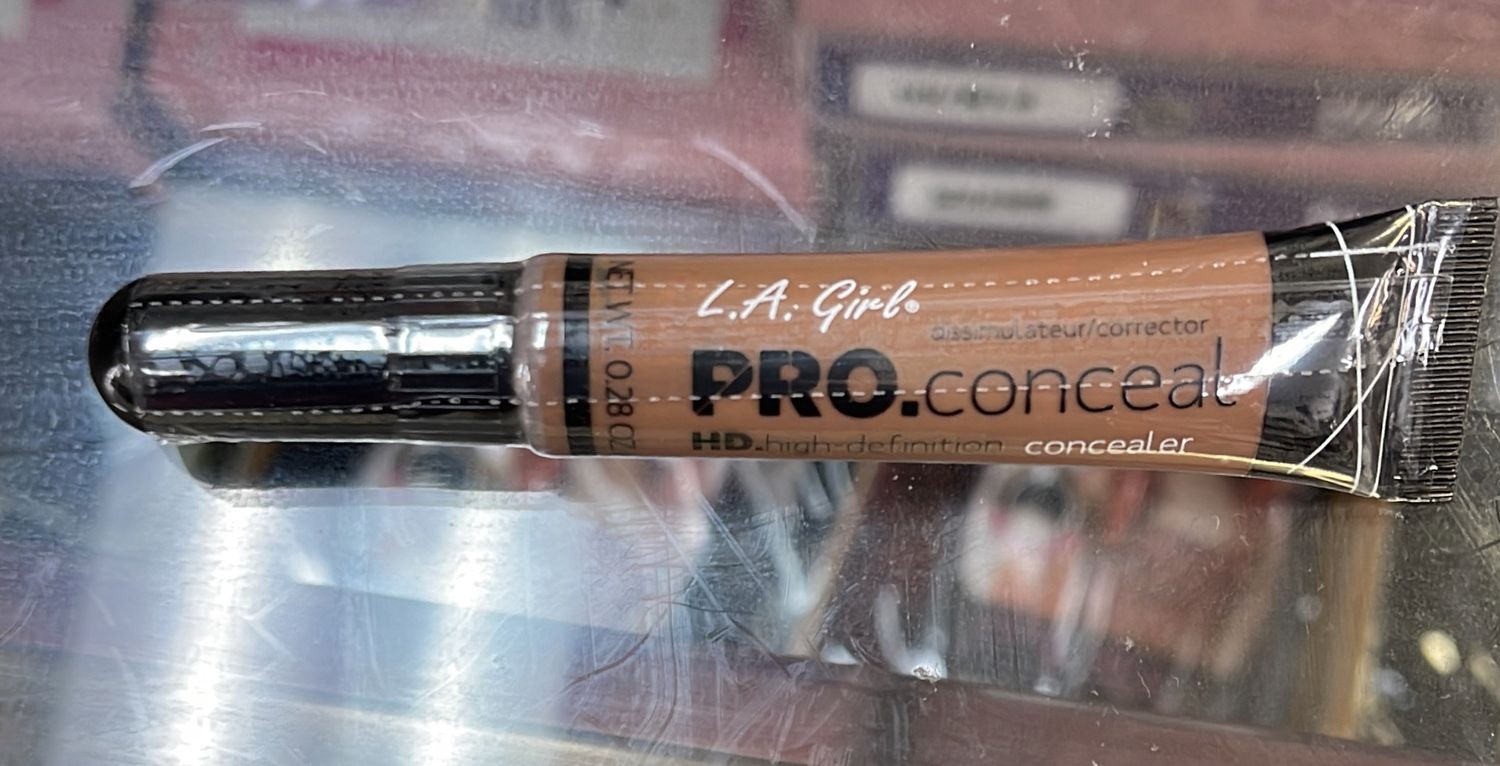 L.A. Girl®
dissimulateur/corrector
PRO.conceal
HD.high-definition concealer
NET WT. 0.28 OZ